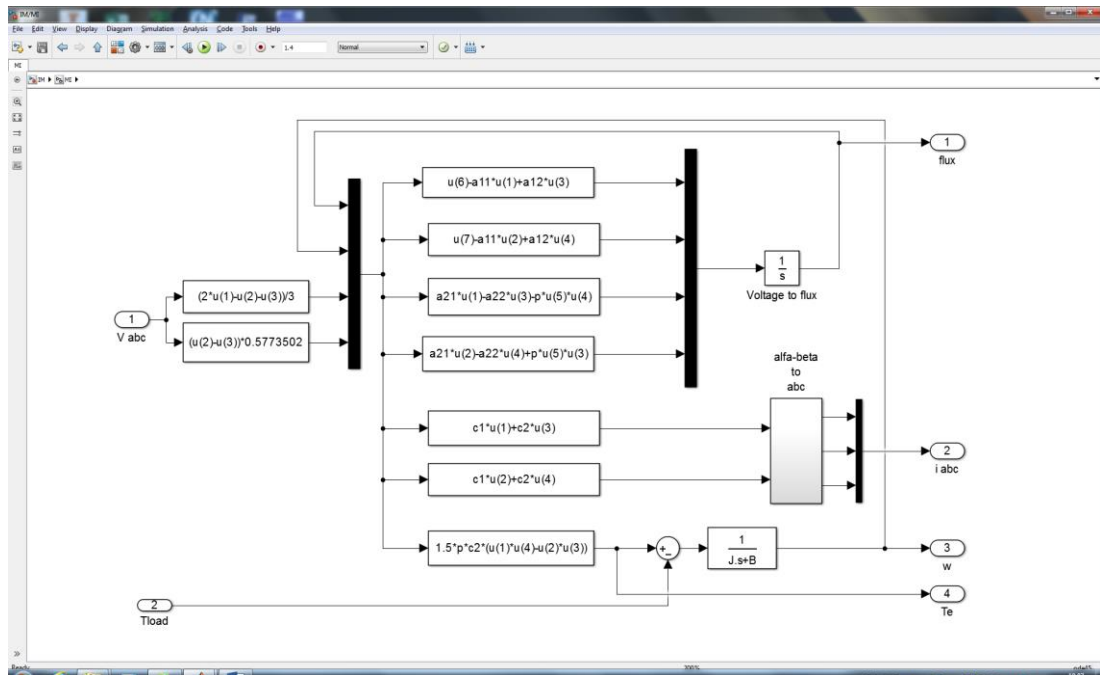 IM/MI
File Edit View Display Diagram Simulation Analysis Code Tools Help
1.4
Normal
MI
IM MI
1
flux
u(6)-a11*u(1)+a12*u(3)
u(7)-a11*u(2)+a12*u(4)
1
s
Voltage to flux
(2*u(1)-u(2)-u(3))/3
a21*u(1)-a22*u(3)-p*u(5)*u(4)
1
V abc
(u(2)-u(3))*0.5773502
a21*u(2)-a22*u(4)+p*u(5)*u(3)
alfa-beta
to
abc
c1*u(1)+c2*u(3)
2
i abc
c1*u(2)+c2*u(4)
1.5*p*c2*(u(1)*u(4)-u(2)*u(3))
+
-
1
J.s+B
3
w
4
Te
2
Tload
Ready
300%